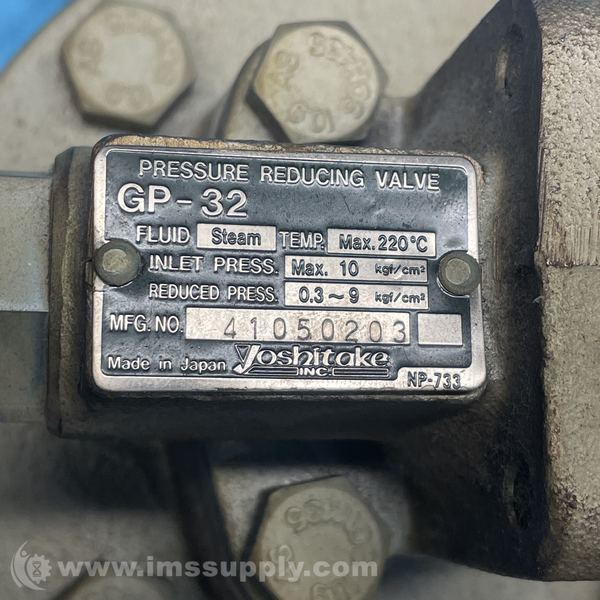 PRESSURE REDUCING VALVE
GP-32
FLUID Steam TEMP. Max. 220°C
INLET PRESS. Max. 10 kgf/cm²
REDUCED PRESS. 0.3~9 kgf/cm²
MFG. NO. 41050203
Made in Japan Yoshitake INC.
NP-733
www.imssupply.com